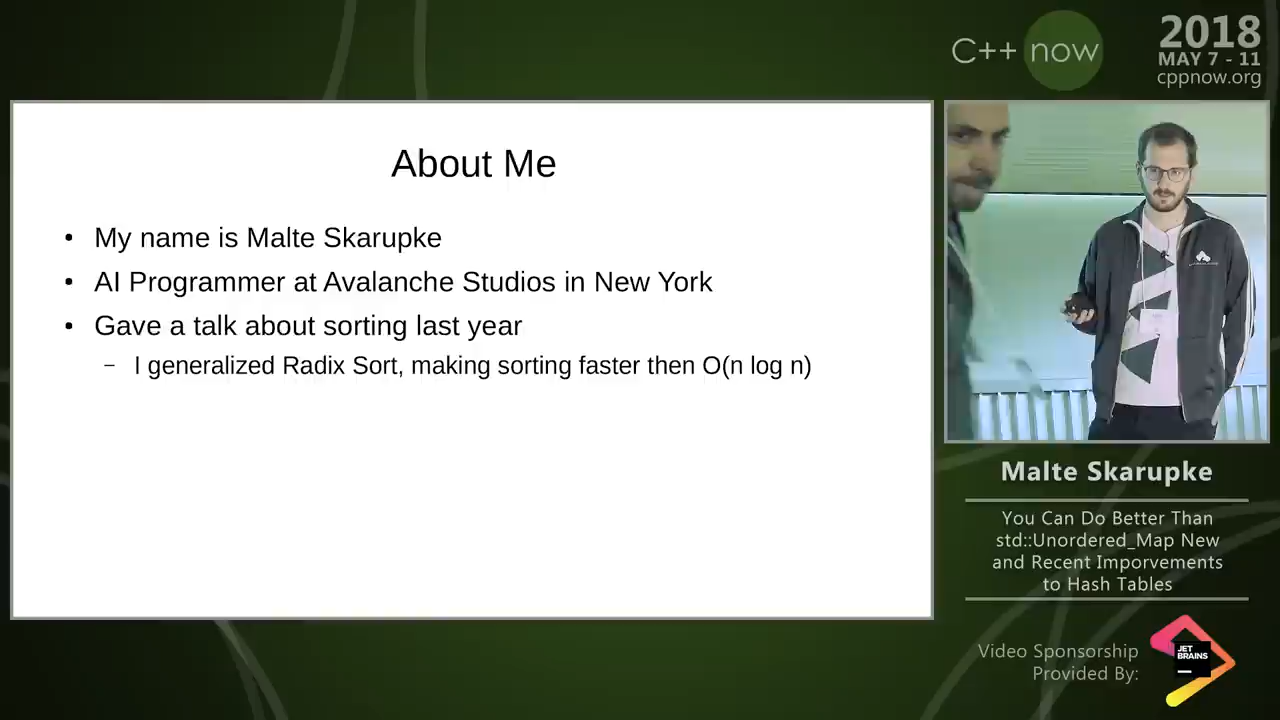 C++ now
2018
MAY 7 - 11
cppnow.org
About Me
• My name is Malte Skarupke
• AI Programmer at Avalanche Studios in New York
• Gave a talk about sorting last year
– I generalized Radix Sort, making sorting faster then O(n log n)
Malte Skarupke
You Can Do Better Than
std::Unordered_Map New
and Recent Imporvements
to Hash Tables
Video Sponsorship
Provided By:
JET
BRAINS